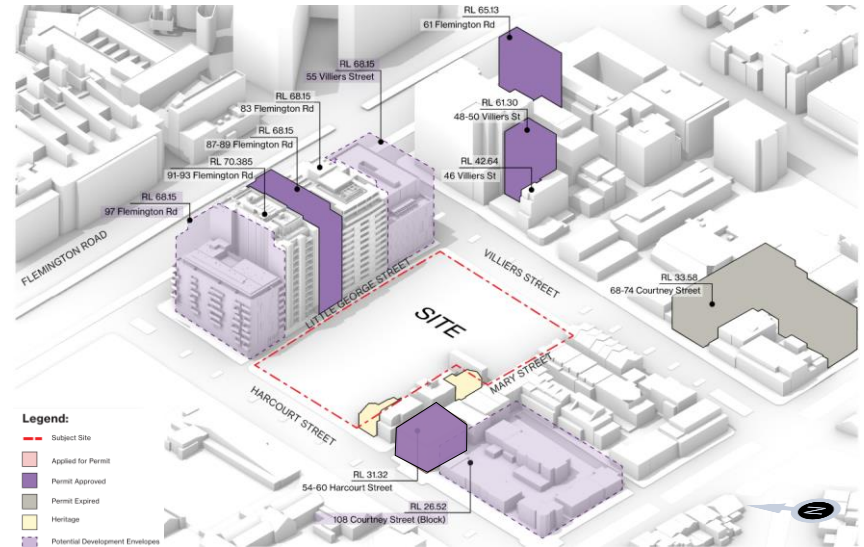 RL 65.13
61 Flemington Rd
RL 68.15
55 Villiers Street
RL 68.15
83 Flemington Rd
RL 61.30
48-50 Villiers St
RL 68.15
87-89 Flemington Rd
RL 70.385
91-93 Flemington Rd
RL 42.64
46 Villiers St
RL 68.15
97 Flemington Rd
FLEMINGTON ROAD
LITTLE GEORGE STREET
VILLIERS STREET
RL 33.58
68-74 Courtney Street
SITE
MARY STREET
HARCOURT STREET
RL 31.32
54-60 Harcourt Street
RL 26.52
108 Courtney Street (Block)
Legend:
Subject Site
Applied for Permit
Permit Approved
Permit Expired
Heritage
Potential Development Envelopes
N